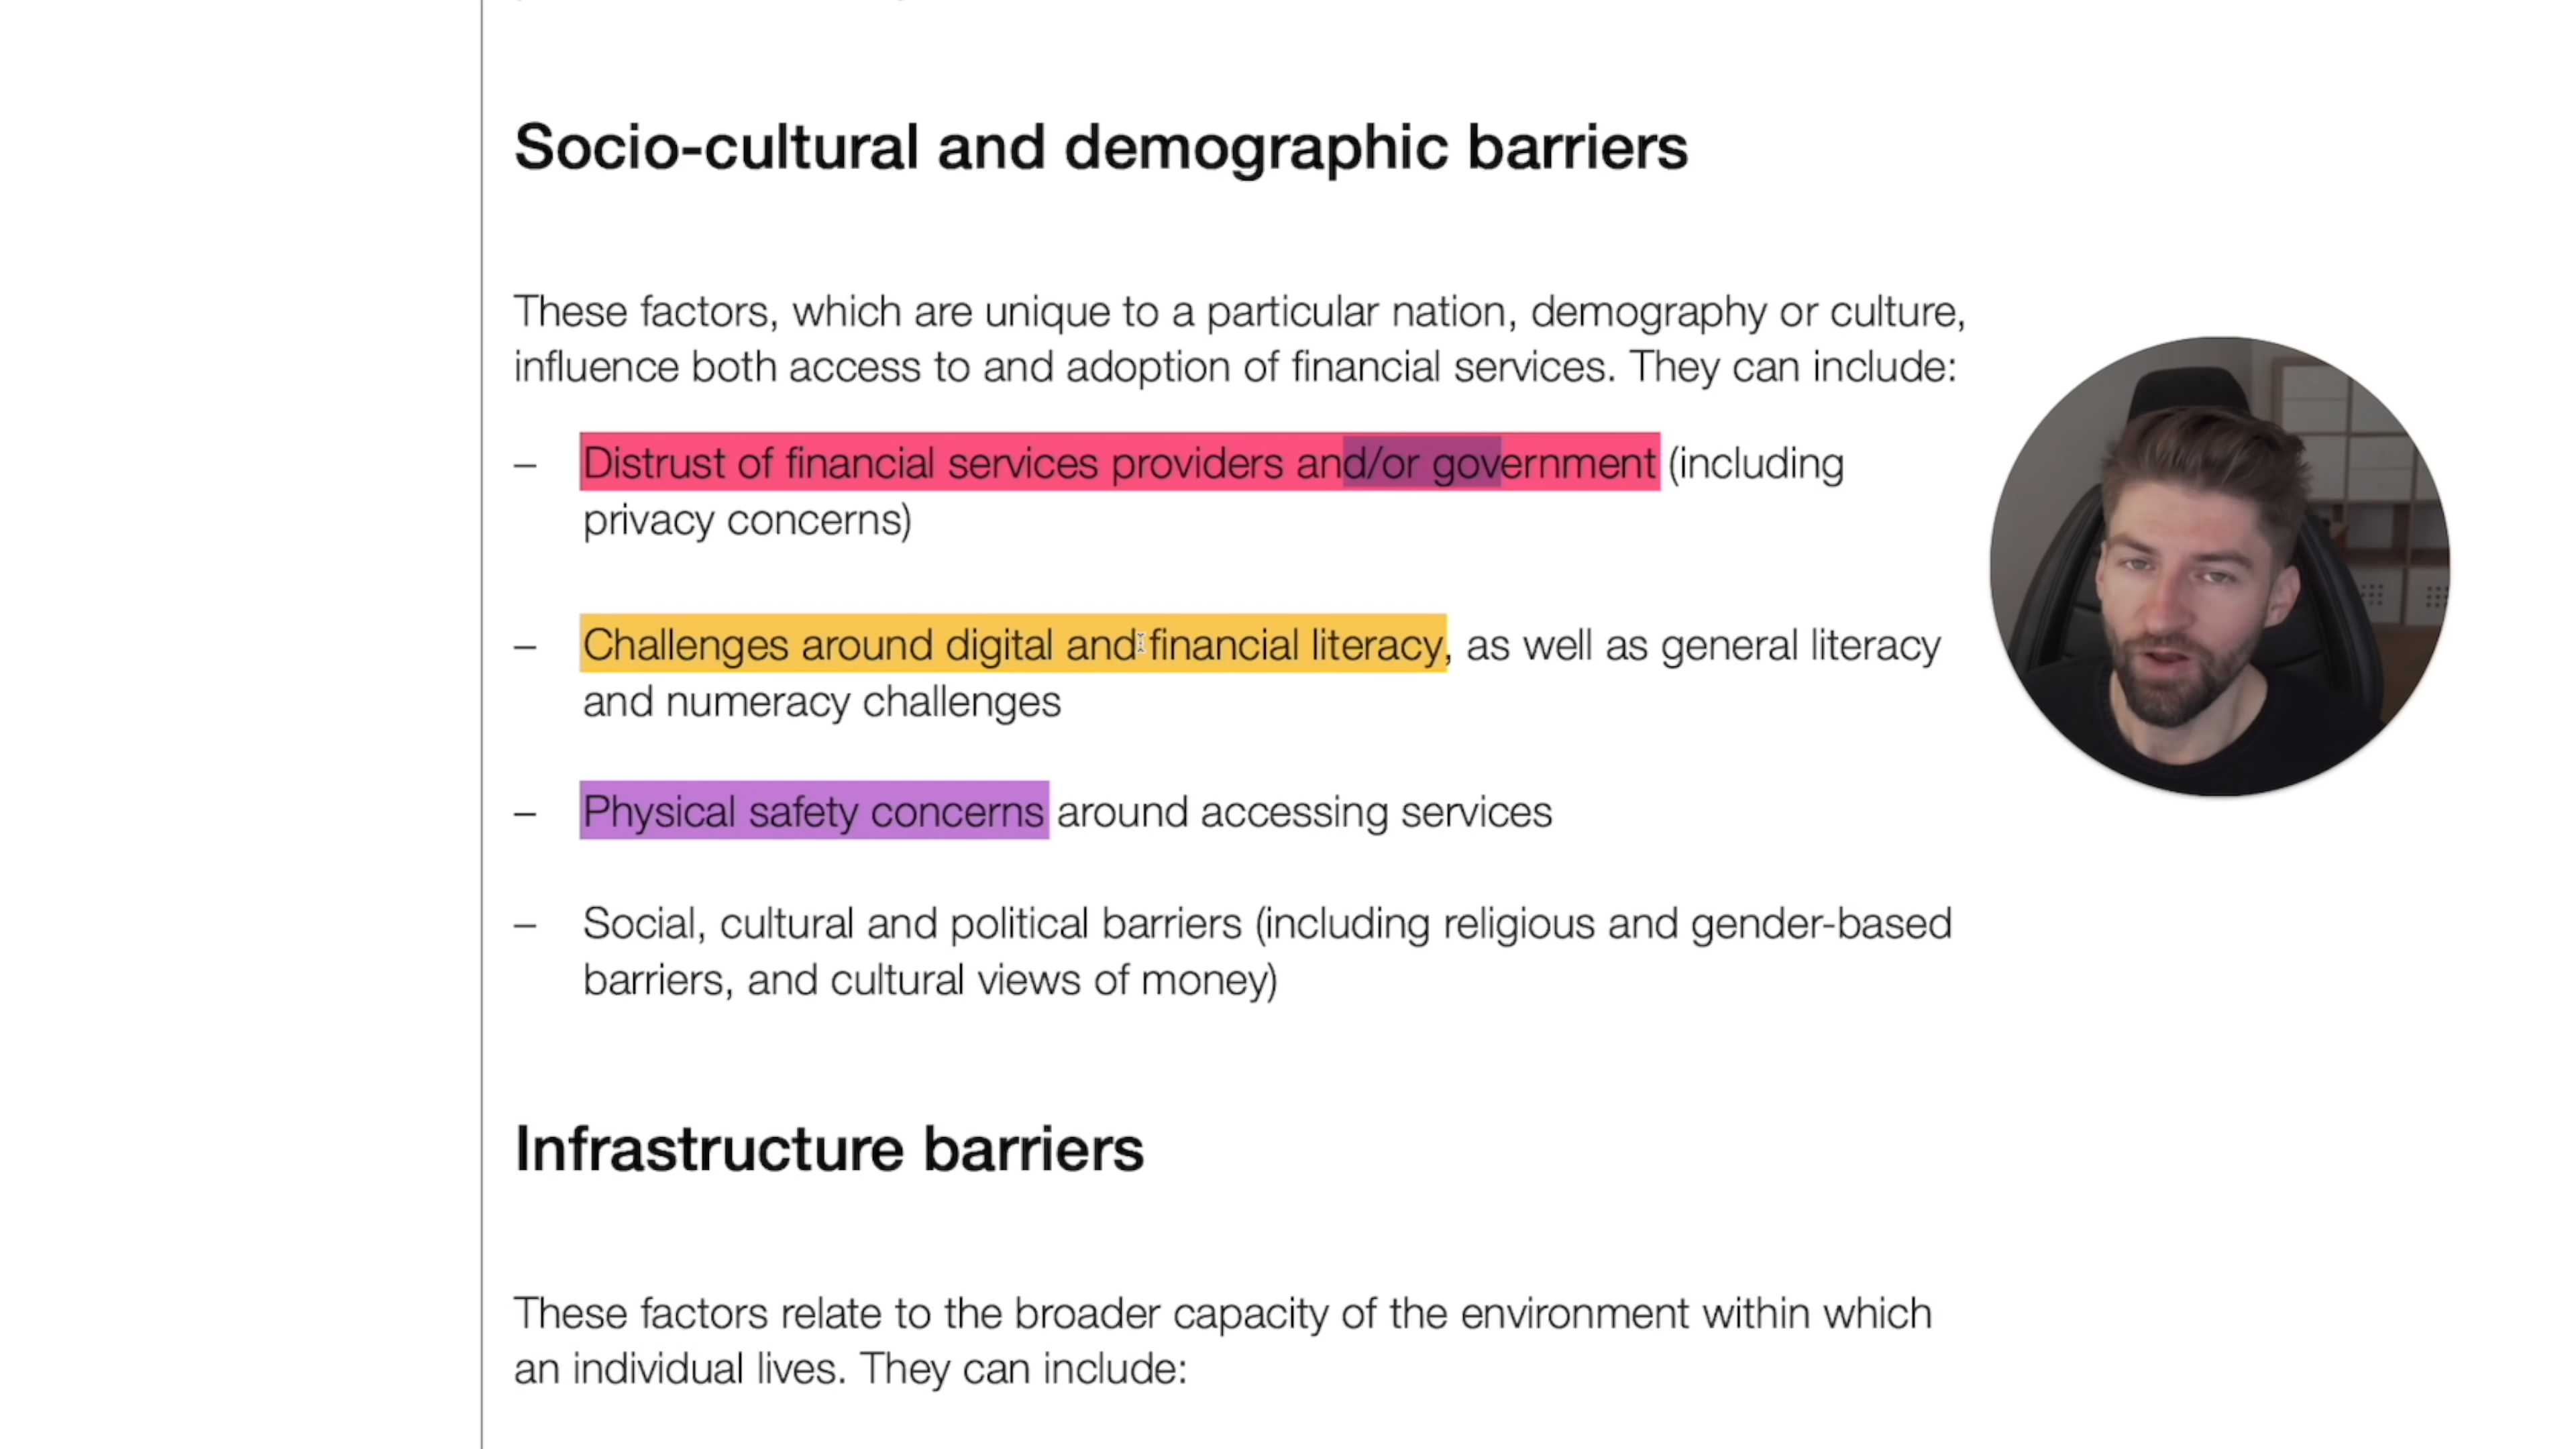 Socio-cultural and demographic barriers
These factors, which are unique to a particular nation, demography or culture,
influence both access to and adoption of financial services. They can include:
– Distrust of financial services providers and/or government (including
privacy concerns)
– Challenges around digital and financial literacy, as well as general literacy
and numeracy challenges
– Physical safety concerns around accessing services
– Social, cultural and political barriers (including religious and gender-based
barriers, and cultural views of money)
Infrastructure barriers
These factors relate to the broader capacity of the environment within which
an individual lives. They can include: